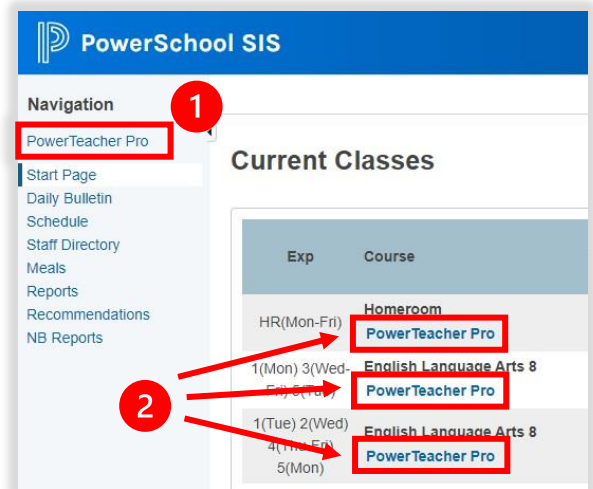 PowerSchool SIS
Navigation
1
PowerTeacher Pro
Start Page
Daily Bulletin
Schedule
Staff Directory
Meals
Reports
Recommendations
NB Reports
Current Classes
Exp Course
HR(Mon-Fri)
Homeroom
PowerTeacher Pro
1(Mon) 3(Wed-
English Language Arts 8
PowerTeacher Pro
2
1(Tue) 2(Wed)
5(Mon)
English Language Arts 8
PowerTeacher Pro